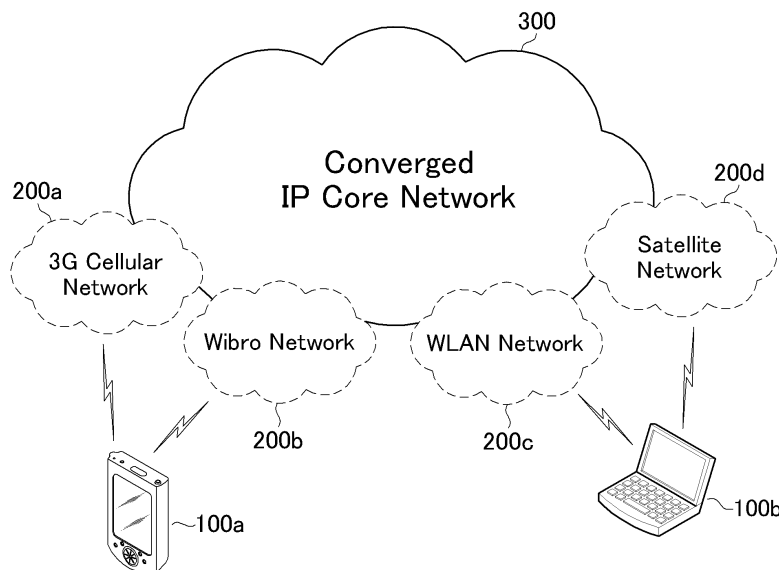 300
Converged
IP Core Network
200a
200d
3G Cellular
Network
Satellite
Network
Wibro Network
WLAN Network
200b
200c
100a
100b